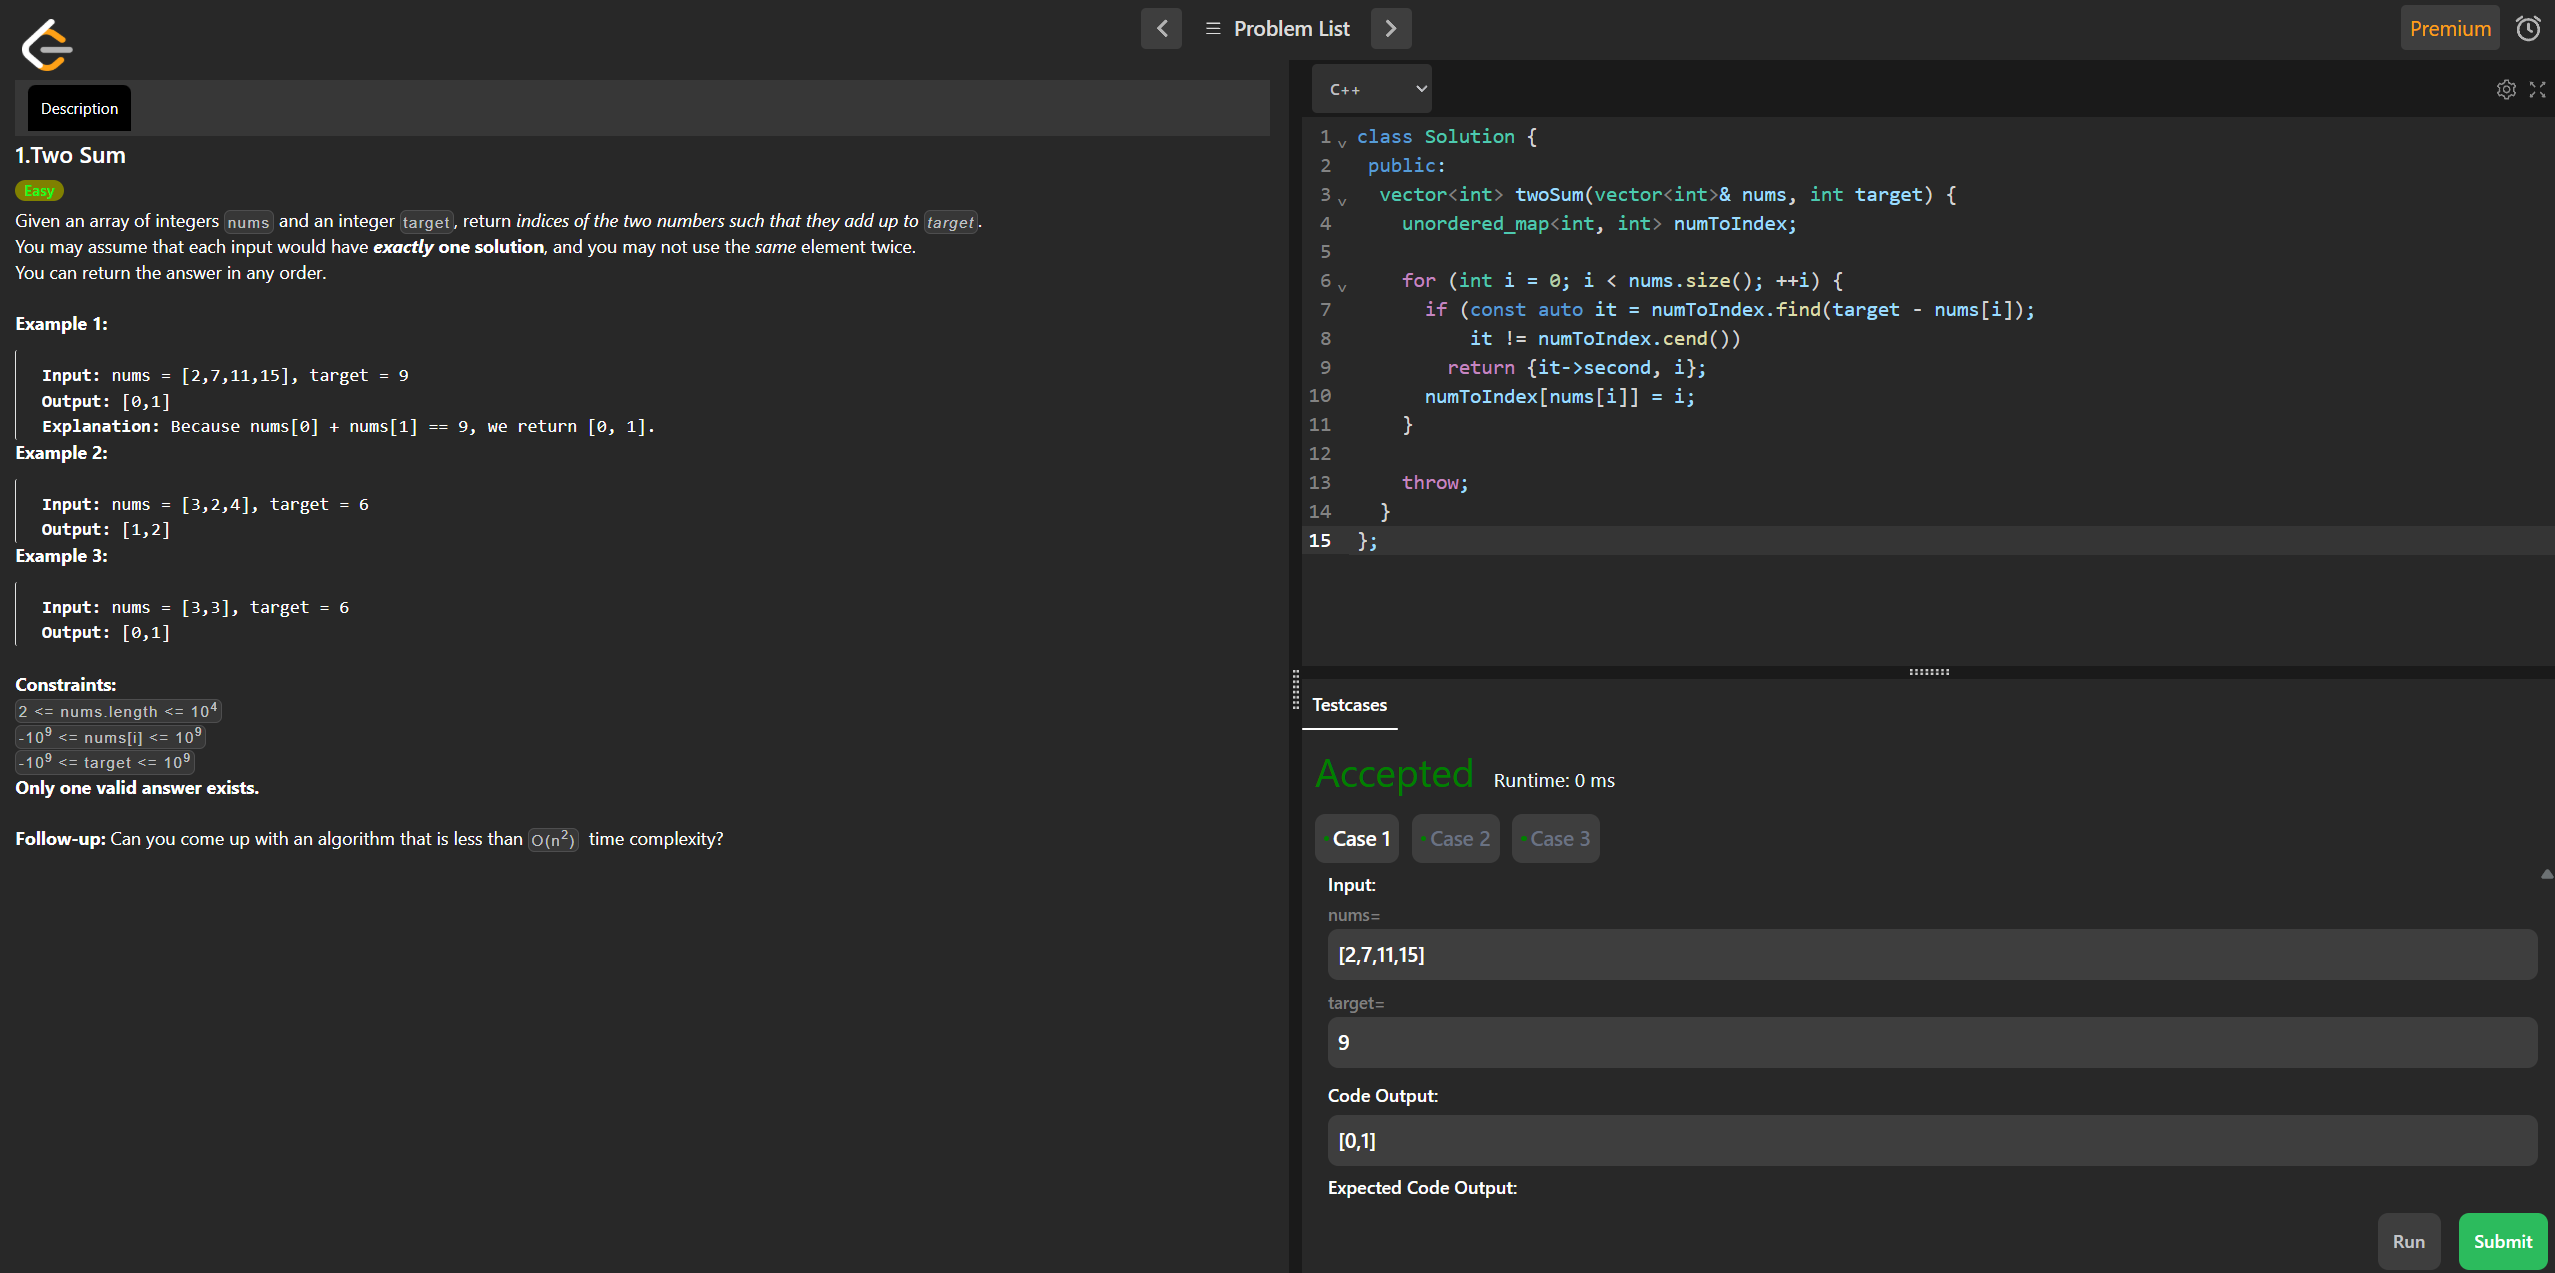 Problem List
Premium
Description
1.Two Sum
Easy
Given an array of integers nums and an integer target, return indices of the two numbers such that they add up to target.
You may assume that each input would have exactly one solution, and you may not use the same element twice.
You can return the answer in any order.
Example 1:
Input: nums = [2,7,11,15], target = 9
Output: [0,1]
Explanation: Because nums[0] + nums[1] == 9, we return [0, 1].
Example 2:
Input: nums = [3,2,4], target = 6
Output: [1,2]
Example 3:
Input: nums = [3,3], target = 6
Output: [0,1]
Constraints:
2 <= nums.length <= 10⁴
-10⁹ <= nums[i] <= 10⁹
-10⁹ <= target <= 10⁹
Only one valid answer exists.
Follow-up: Can you come up with an algorithm that is less than O(n²) time complexity?
C++
1 class Solution {
2 public:
3 vector<int> twoSum(vector<int>& nums, int target) {
4 unordered_map<int, int> numToIndex;
5
6 for (int i = 0; i < nums.size(); ++i) {
7 if (const auto it = numToIndex.find(target - nums[i]);
8 it != numToIndex.cend())
9 return {it->second, i};
10 numToIndex[nums[i]] = i;
11 }
12
13 throw;
14 }
15 };
Testcases
Accepted Runtime: 0 ms
Case 1 Case 2 Case 3
Input:
nums=
[2,7,11,15]
target=
9
Code Output:
[0,1]
Expected Code Output:
Run Submit